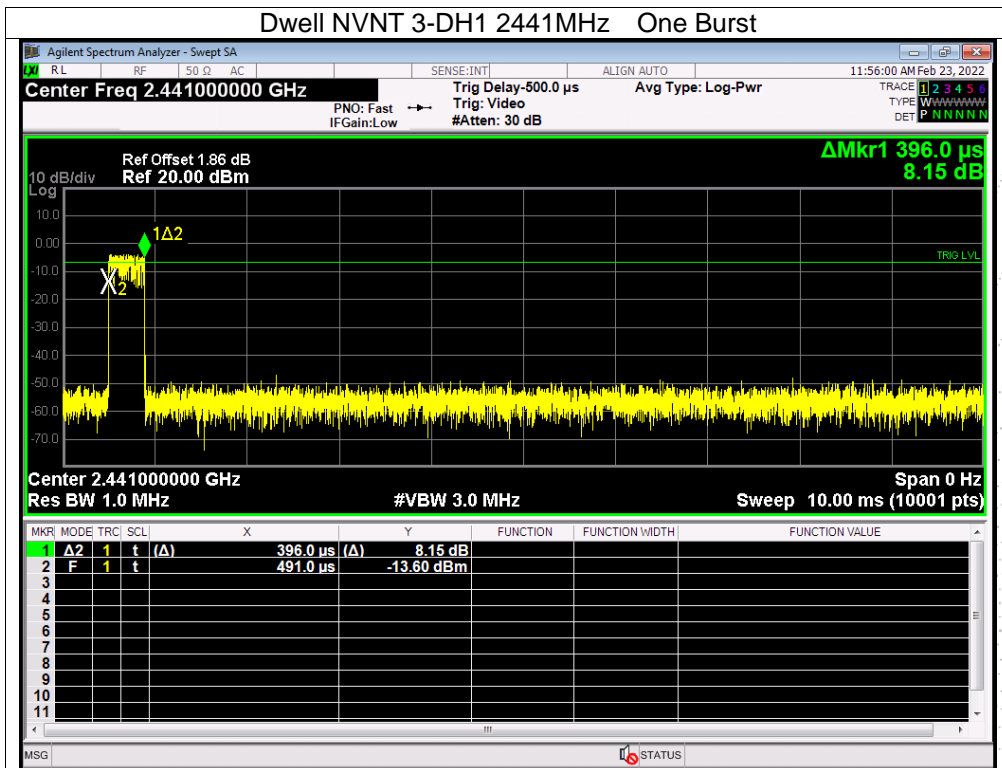 Dwell NVNT 3-DH1 2441MHz One Burst
Agilent Spectrum Analyzer - Swept SA
LXI RL RF 50 Ω AC SENSE:INT ALIGN AUTO 11:56:00 AM Feb 23, 2022
Center Freq 2.441000000 GHz Trig Delay-500.0 µs Avg Type: Log-Pwr TRACE 1 2 3 4 5 6
PNO: Fast Trig: Video TYPE WWWWWW
IFGain:Low #Atten: 30 dB DET P N N N N N
ΔMkr1 396.0 µs
8.15 dB
Ref Offset 1.86 dB
10 dB/div Ref 20.00 dBm
Log
10.0
0.00
1Δ2
TRIG LVL
-10.0
X2
-20.0
-30.0
-40.0
-50.0
-60.0
-70.0
Center 2.441000000 GHz Span 0 Hz
Res BW 1.0 MHz #VBW 3.0 MHz Sweep 10.00 ms (10001 pts)
MKR MODE TRC SCL X Y FUNCTION FUNCTION WIDTH FUNCTION VALUE
1 Δ2 1 t (Δ) 396.0 µs (Δ) 8.15 dB
2 F 1 t 491.0 µs -13.60 dBm
3
4
5
6
7
8
9
10
11
MSG STATUS